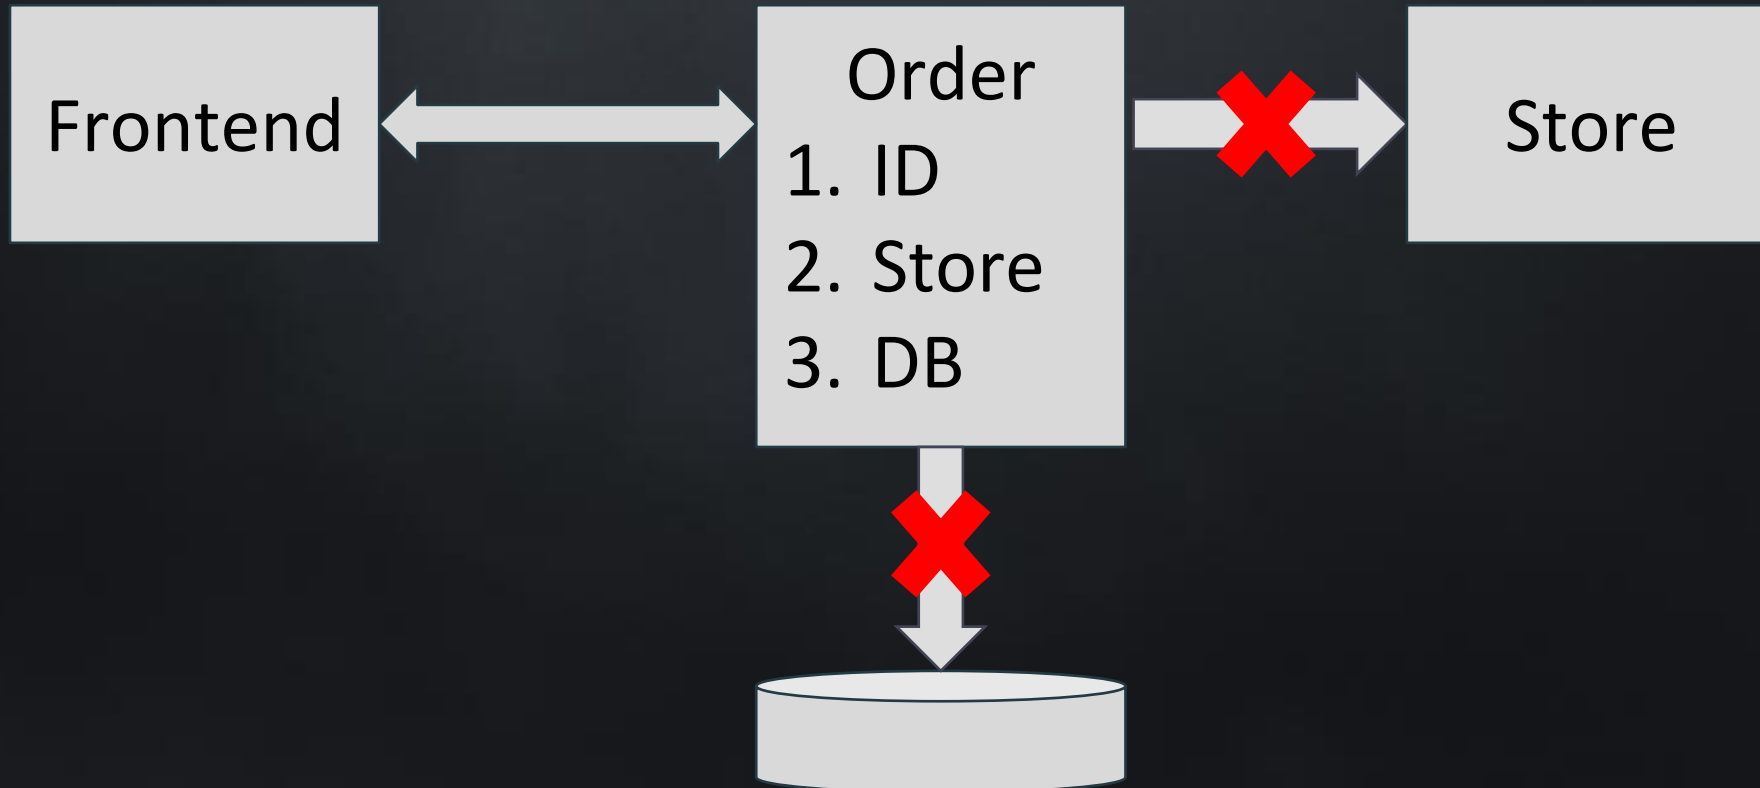 Frontend
Order
1. ID
2. Store
3. DB
Store